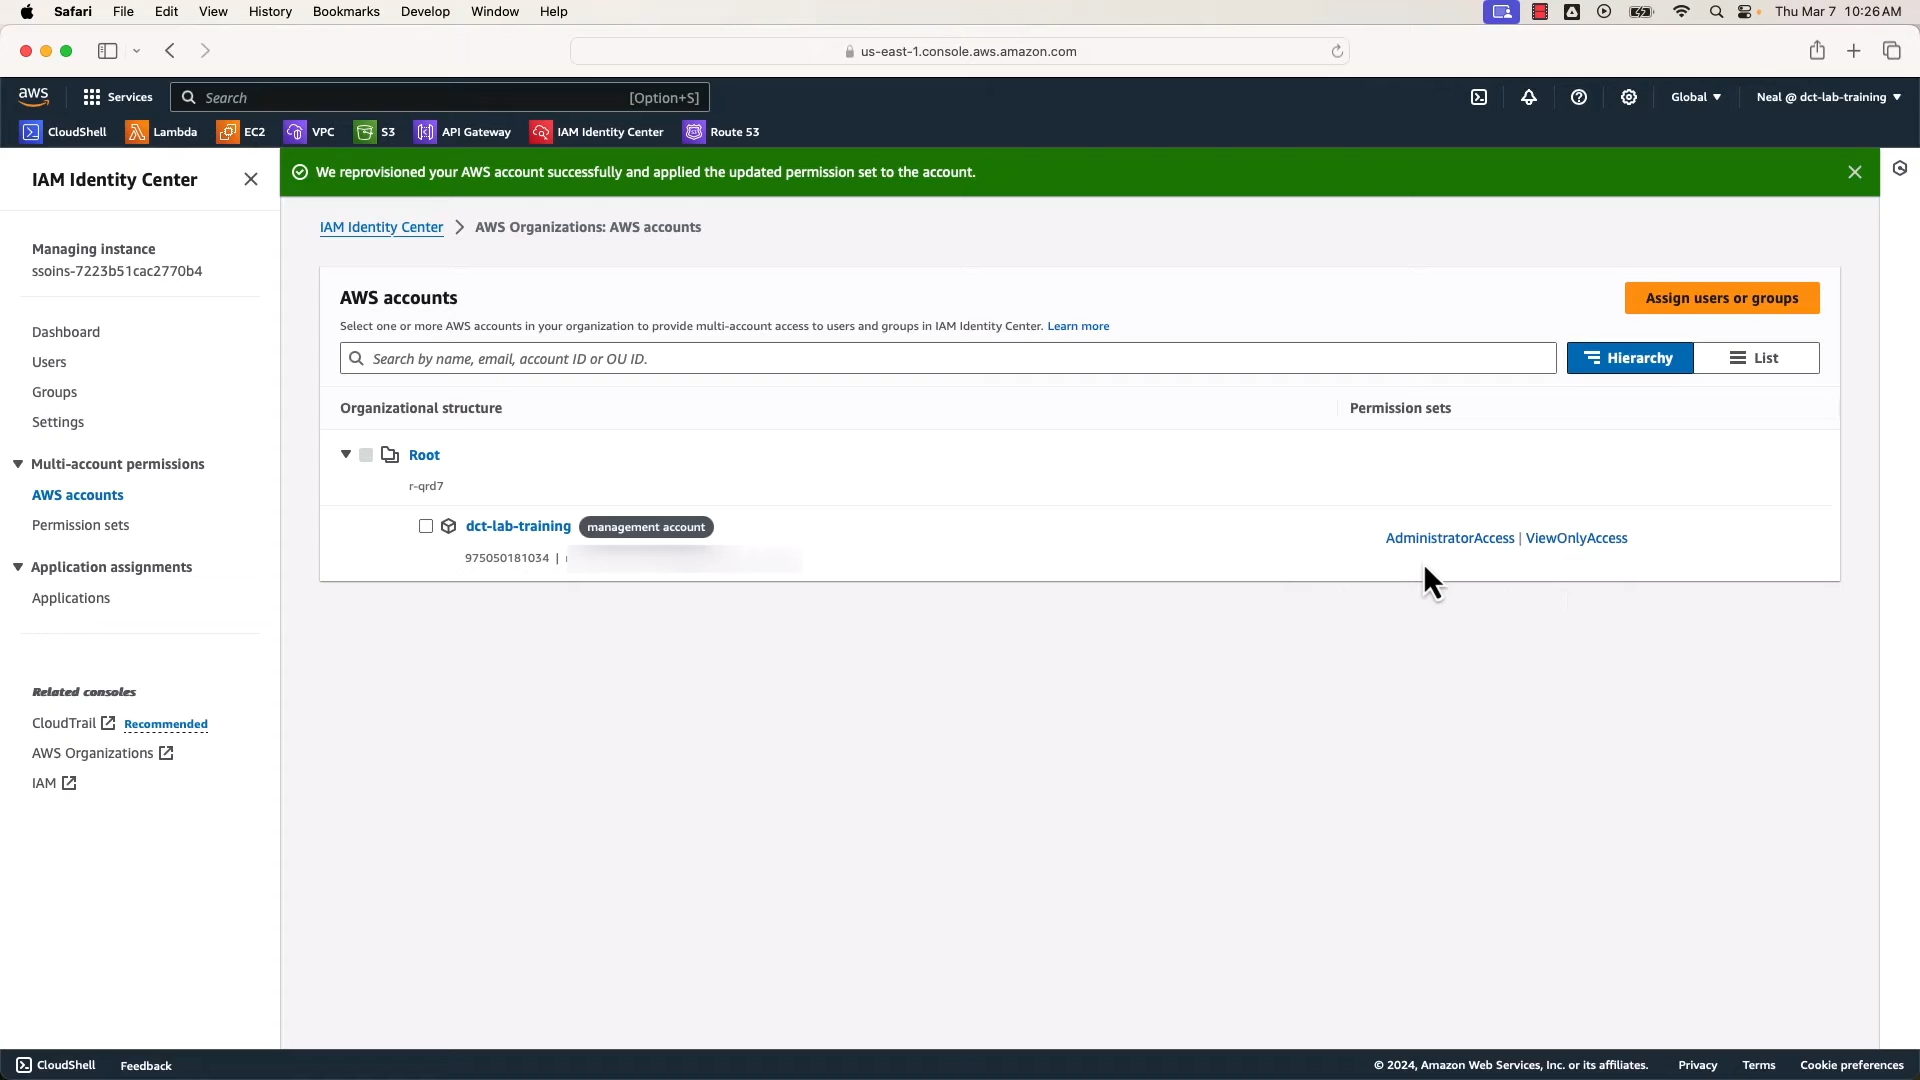 Safari File Edit View History Bookmarks Develop Window Help Thu Mar 7 10:26 AM
us-east-1.console.aws.amazon.com
aws Services Search [Option+S] Global Neal @ dct-lab-training
CloudShell Lambda EC2 VPC S3 API Gateway IAM Identity Center Route 53
IAM Identity Center
Managing instance
ssoins-7223b51cac2770b4
Dashboard
Users
Groups
Settings
Multi-account permissions
AWS accounts
Permission sets
Application assignments
Applications
Related consoles
CloudTrail Recommended
AWS Organizations
IAM
We reprovisioned your AWS account successfully and applied the updated permission set to the account.
IAM Identity Center > AWS Organizations: AWS accounts
AWS accounts
Assign users or groups
Select one or more AWS accounts in your organization to provide multi-account access to users and groups in IAM Identity Center. Learn more
Search by name, email, account ID or OU ID.
Hierarchy List
Organizational structure Permission sets
Root
r-qrd7
dct-lab-training management account
975050181034 |
AdministratorAccess | ViewOnlyAccess
CloudShell Feedback © 2024, Amazon Web Services, Inc. or its affiliates. Privacy Terms Cookie preferences